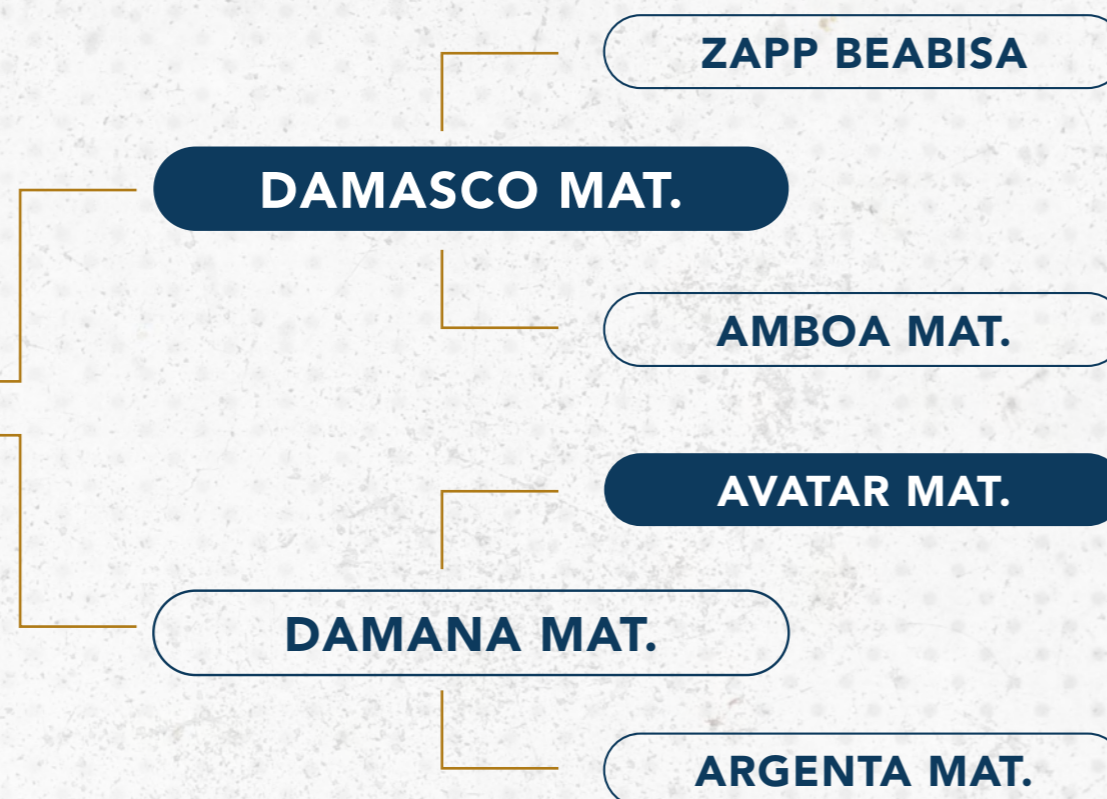 ZAPP BEABISA
DAMASCO MAT.
AMBOA MAT.
AVATAR MAT.
DAMANA MAT.
ARGENTA MAT.